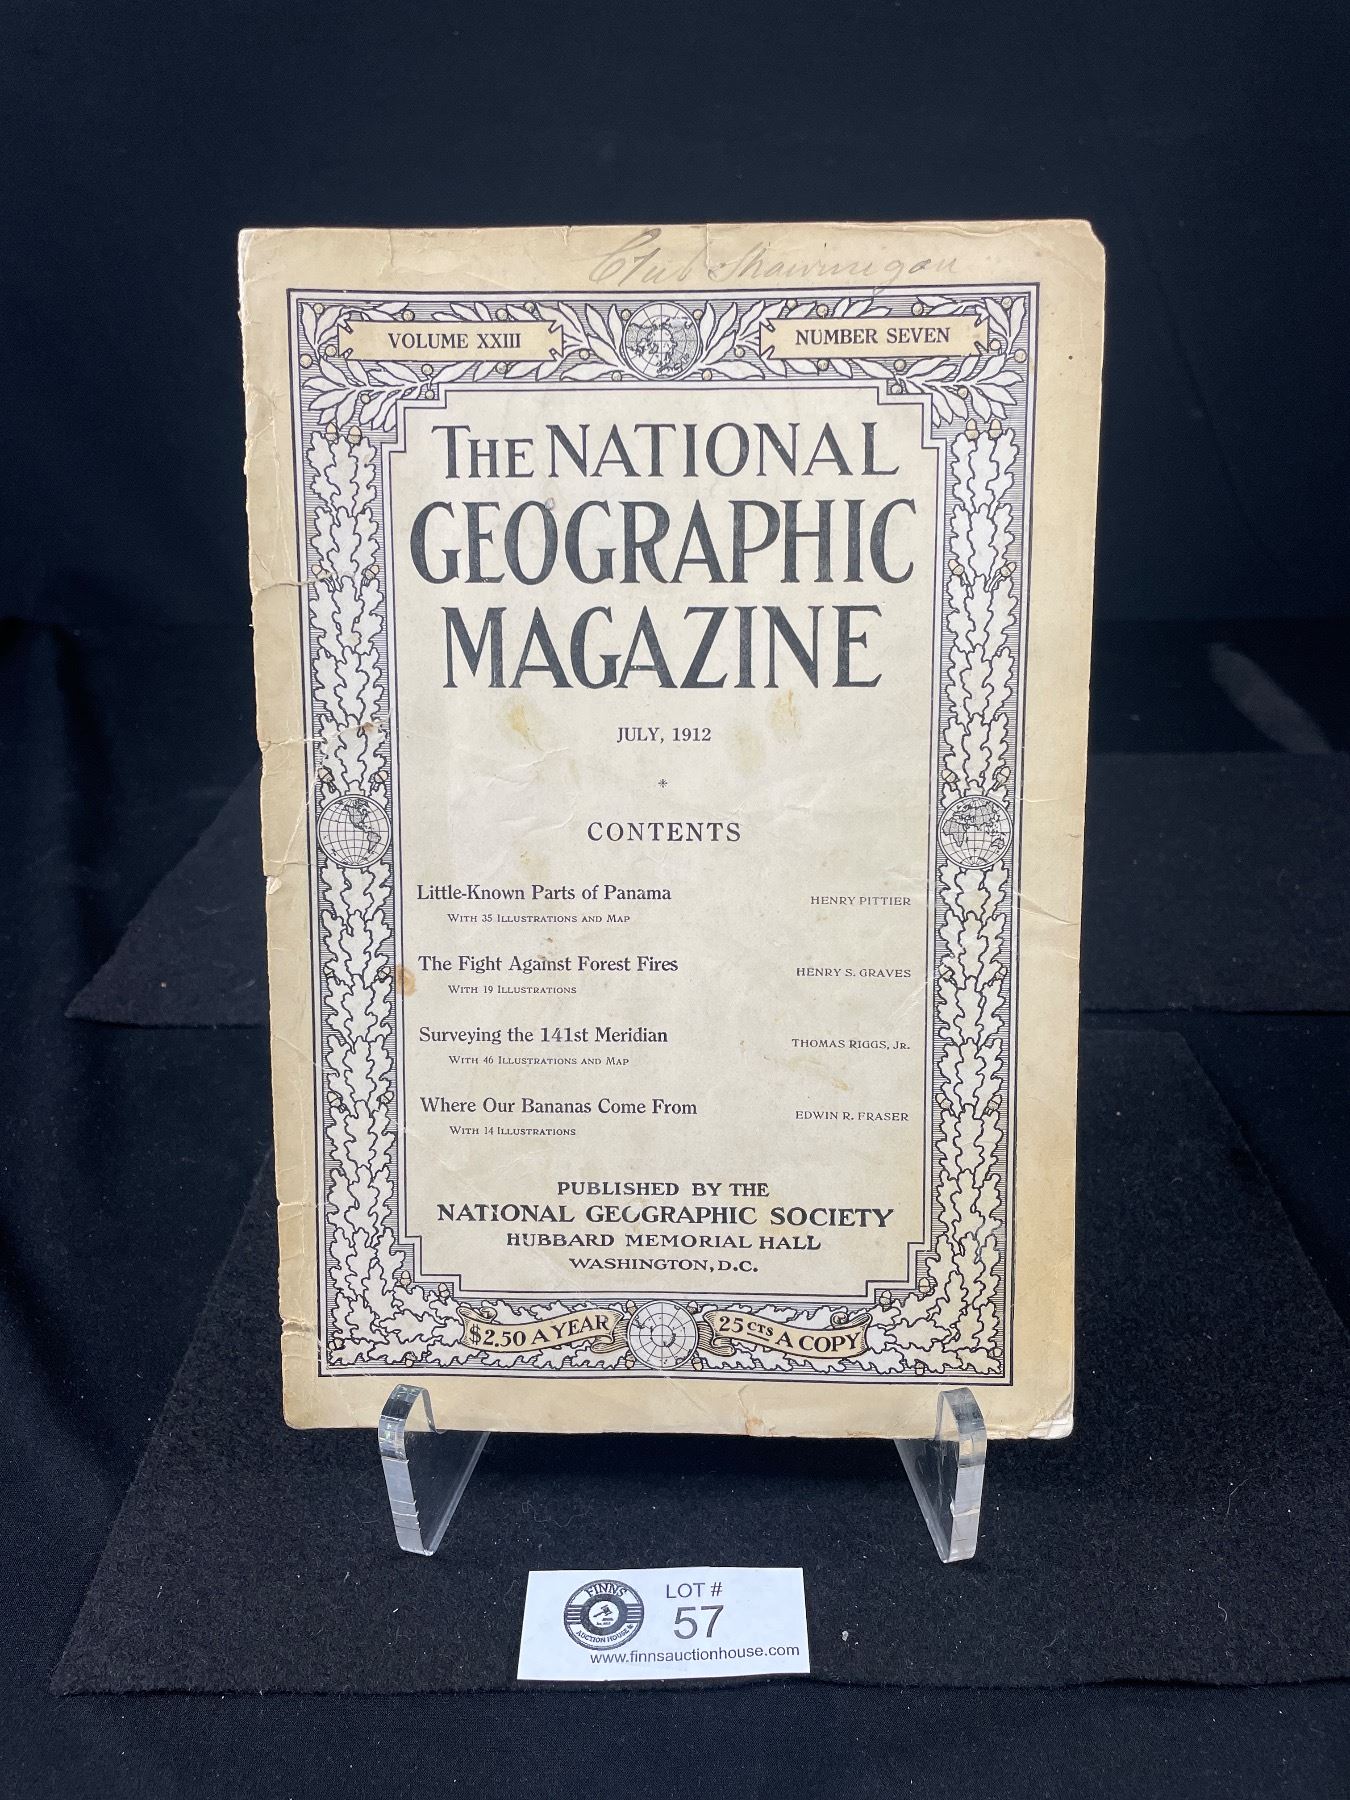 Club Shawinigan
VOLUME XXIII
NUMBER SEVEN
THE NATIONAL
GEOGRAPHIC
MAGAZINE
JULY, 1912
*
CONTENTS
Little-Known Parts of Panama HENRY PITTIER
WITH 35 ILLUSTRATIONS AND MAP
The Fight Against Forest Fires HENRY S. GRAVES
WITH 19 ILLUSTRATIONS
Surveying the 141st Meridian THOMAS RIGGS, JR.
WITH 46 ILLUSTRATIONS AND MAP
Where Our Bananas Come From EDWIN R. FRASER
WITH 14 ILLUSTRATIONS
PUBLISHED BY THE
NATIONAL GEOGRAPHIC SOCIETY
HUBBARD MEMORIAL HALL
WASHINGTON, D.C.
$2.50 A YEAR
25 CTS A COPY
FINNS
AUCTION HOUSE
LOT #
57
www.finnsauctionhouse.com